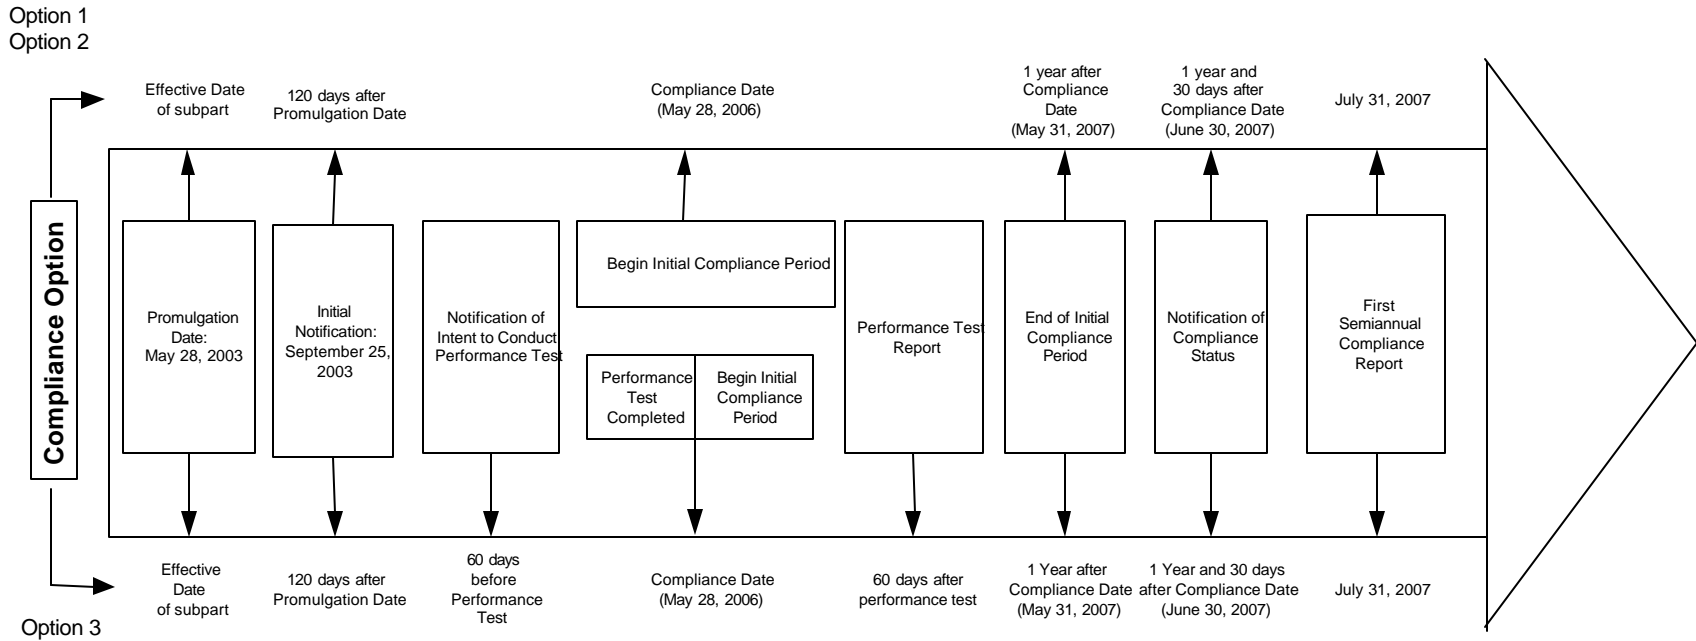 Option 1
Option 2
Effective Date
of subpart
120 days after
Promulgation Date
Compliance Date
(May 28, 2006)
1 year after
Compliance
Date
(May 31, 2007)
1 year and
30 days after
Compliance Date
(June 30, 2007)
July 31, 2007
Compliance Option
Promulgation
Date:
May 28, 2003
Initial
Notification:
September 25,
2003
Notification of
Intent to Conduct
Performance Test
Begin Initial Compliance Period
Performance
Test
Completed
Begin Initial
Compliance
Period
Performance Test
Report
End of Initial
Compliance
Period
Notification of
Compliance
Status
First
Semiannual
Compliance
Report
Effective
Date
of subpart
120 days after
Promulgation Date
60 days
before
Performance
Test
Compliance Date
(May 28, 2006)
60 days after
performance test
1 Year after
Compliance Date
(May 31, 2007)
1 Year and 30 days
after Compliance Date
(June 30, 2007)
July 31, 2007
Option 3